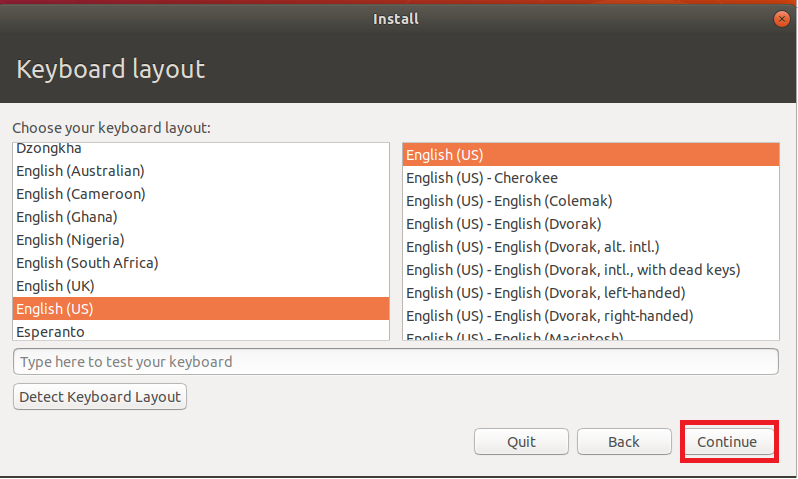 Install
Keyboard layout
Choose your keyboard layout:
Dzongkha
English (Australian)
English (Cameroon)
English (Ghana)
English (Nigeria)
English (South Africa)
English (UK)
English (US)
Esperanto
English (US)
English (US) - Cherokee
English (US) - English (Colemak)
English (US) - English (Dvorak)
English (US) - English (Dvorak, alt. intl.)
English (US) - English (Dvorak, intl., with dead keys)
English (US) - English (Dvorak, left-handed)
English (US) - English (Dvorak, right-handed)
English (US) - English (Macintosh)
Type here to test your keyboard
Detect Keyboard Layout
Quit
Back
Continue